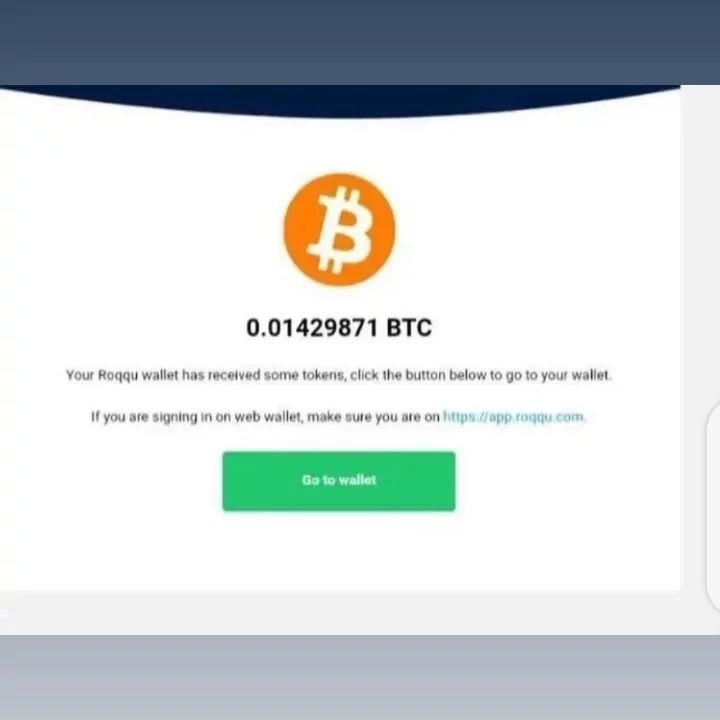 0.01429871 BTC
Your Roqqu wallet has received some tokens, click the button below to go to your wallet.
If you are signing in on web wallet, make sure you are on https://app.roqqu.com.
Go to wallet